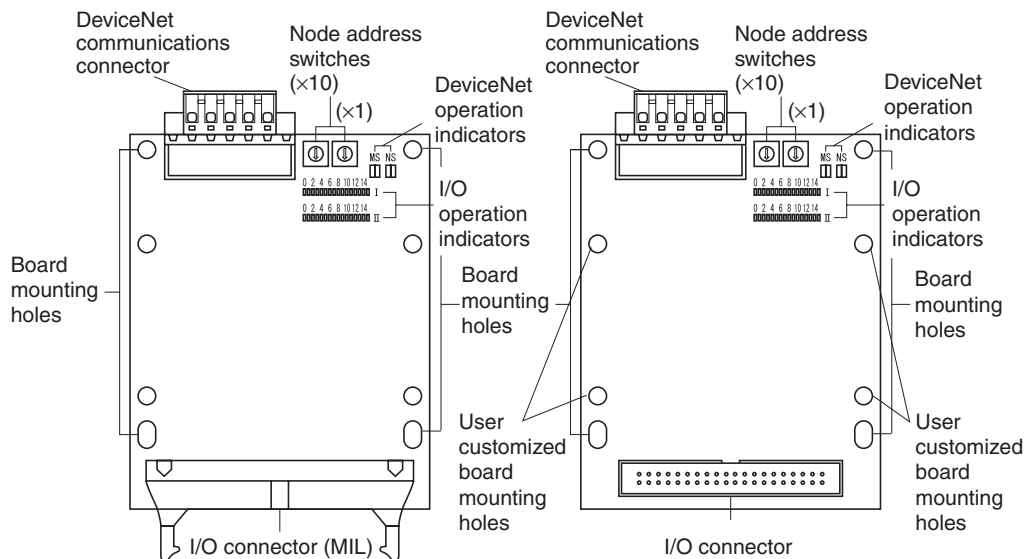 DeviceNet
communications
connector
Node address
switches
(×10)
(×1)
DeviceNet
operation
indicators
MS NS
0 2 4 6 8 10 12 14
I
0 2 4 6 8 10 12 14
II
I/O
operation
indicators
Board
mounting
holes
I/O connector (MIL)
DeviceNet
communications
connector
Node address
switches
(×10)
(×1)
DeviceNet
operation
indicators
MS NS
0 2 4 6 8 10 12 14
I
0 2 4 6 8 10 12 14
II
I/O
operation
indicators
Board
mounting
holes
Board
mounting
holes
User
customized
board
mounting
holes
User
customized
board
mounting
holes
I/O connector